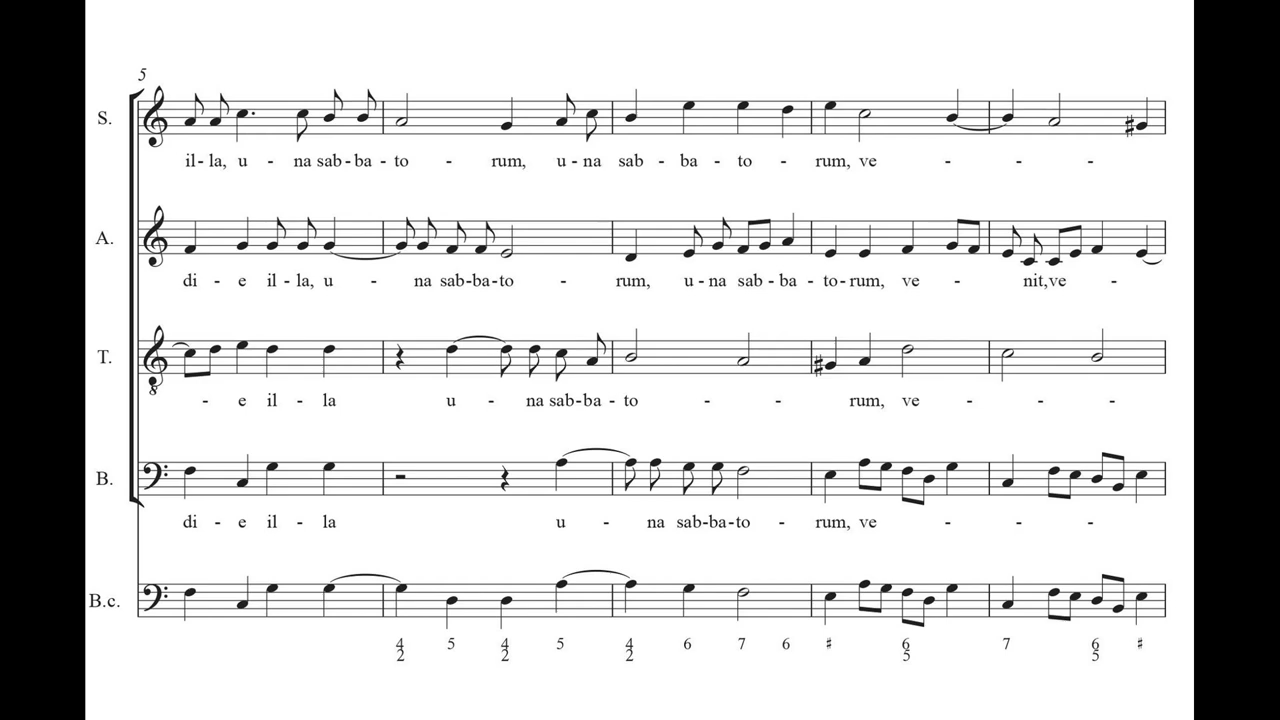 5
S.
il - la, u - na sab - ba - to - rum, u - na sab - ba - to - rum, ve - - -
A.
di - e il - la, u - na sab - ba - to - rum, u - na sab - ba - to - rum, ve - nit, ve -
T.
8
- e il - la u - na sab - ba - to - - rum, ve - - - -
B.
di - e il - la u - na sab - ba - to - rum, ve - - - -
B.c.
4 5 4 5 4 6 7 6 ♯ 6 7 6 ♯
2 2 2 5 5